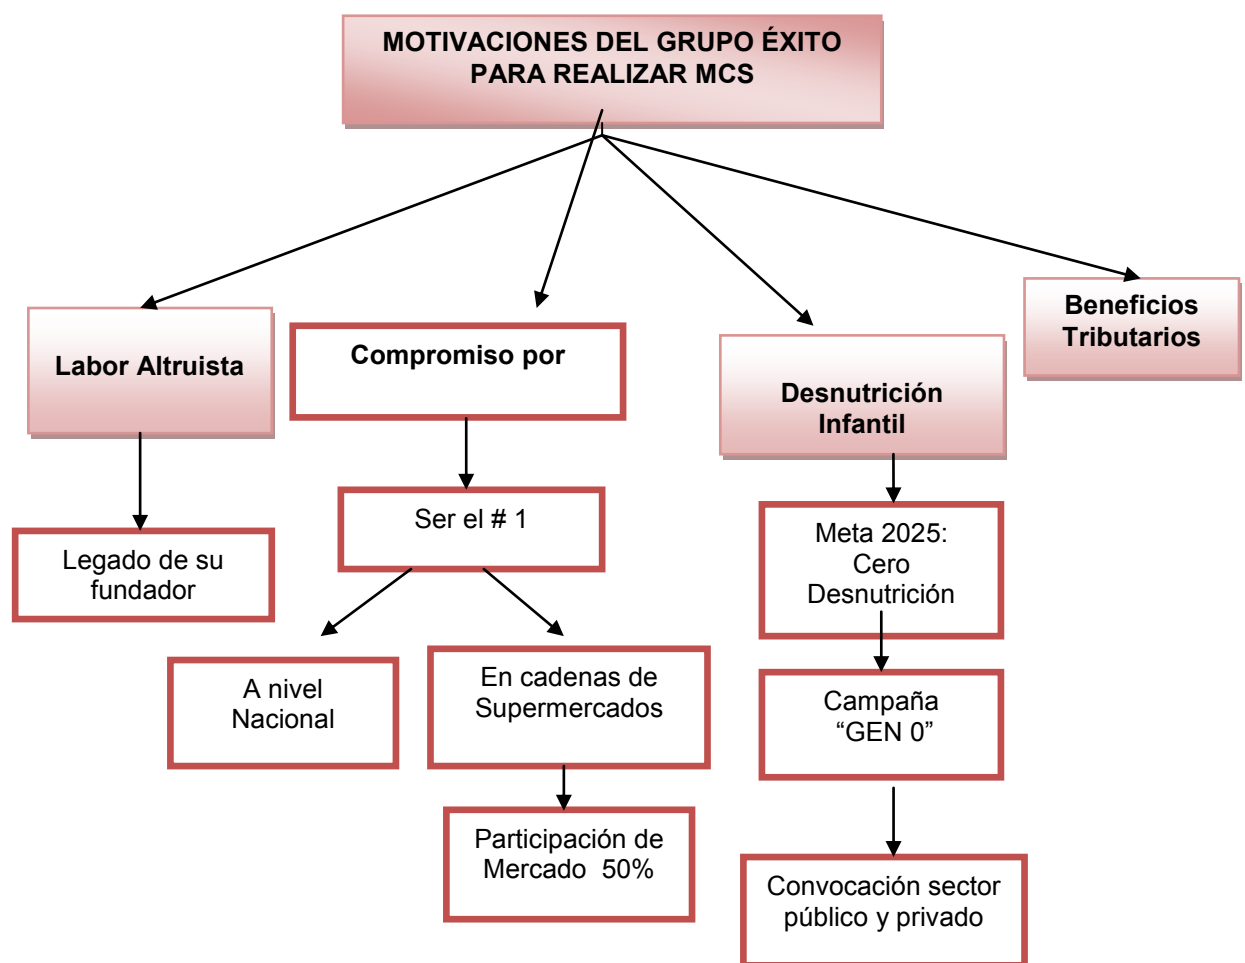 MOTIVACIONES DEL GRUPO ÉXITO
PARA REALIZAR MCS
Labor Altruista
Compromiso por
Desnutrición
Infantil
Beneficios
Tributarios
Legado de su
fundador
Ser el # 1
Meta 2025:
Cero
Desnutrición
A nivel
Nacional
En cadenas de
Supermercados
Campaña
“GEN 0”
Participación de
Mercado 50%
Convocación sector
público y privado